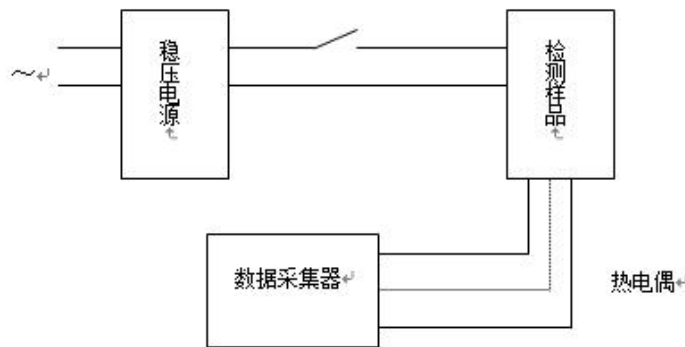 ～
稳压电源
检测样品
数据采集器
热电偶